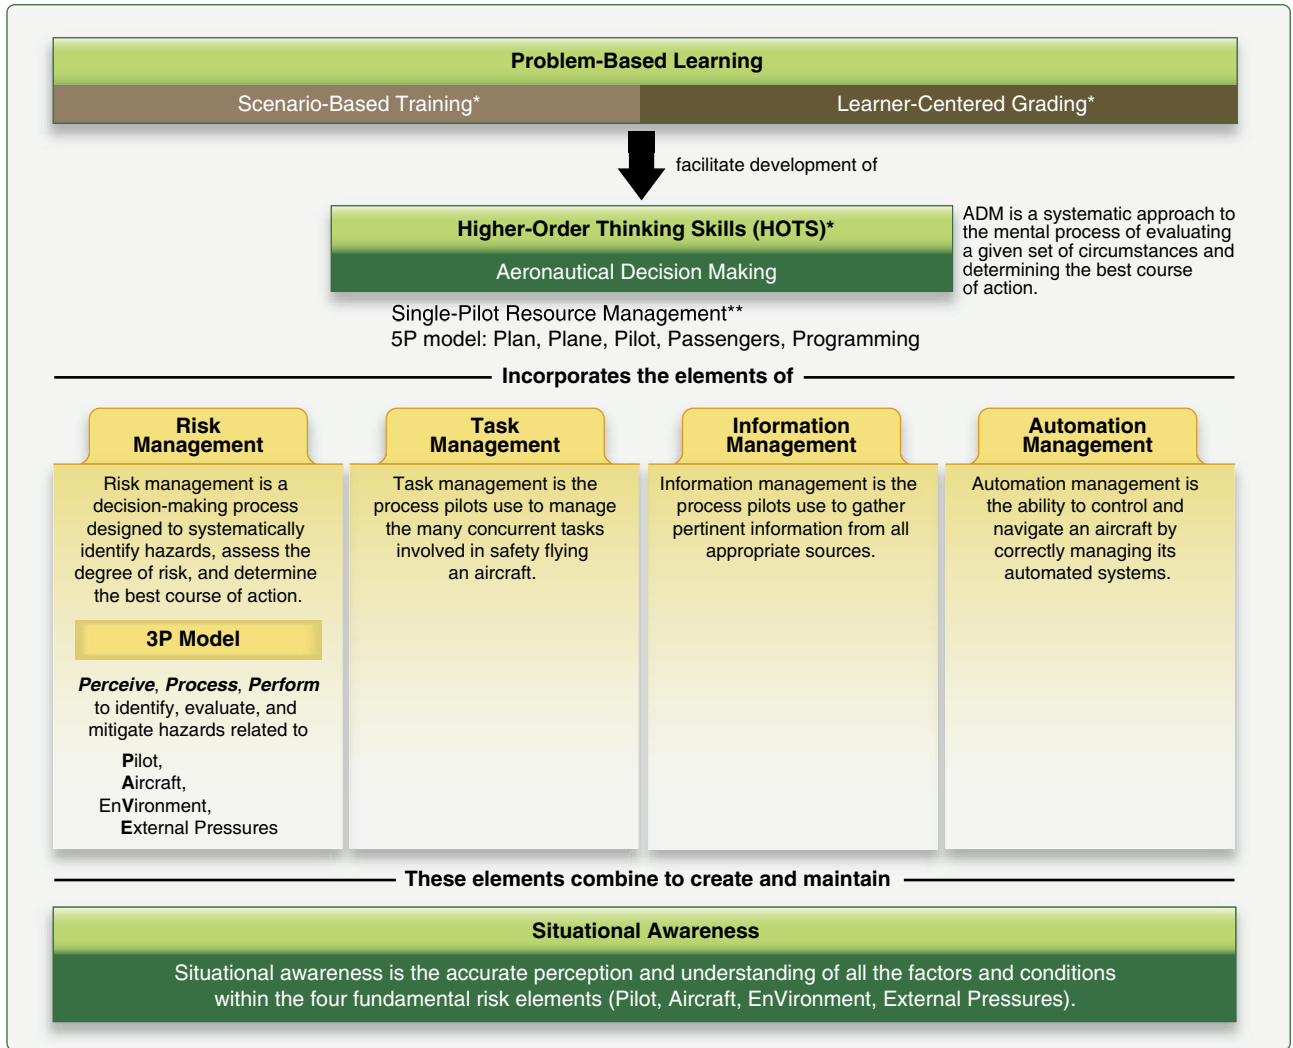 Problem-Based Learning
Scenario-Based Training*
Learner-Centered Grading*
facilitate development of
Higher-Order Thinking Skills (HOTS)*
Aeronautical Decision Making
ADM is a systematic approach to
the mental process of evaluating
a given set of circumstances and
determining the best course
of action.
Single-Pilot Resource Management**
5P model: Plan, Plane, Pilot, Passengers, Programming
Incorporates the elements of
Risk
Management
Risk management is a
decision-making process
designed to systematically
identify hazards, assess the
degree of risk, and determine
the best course of action.
3P Model
Perceive, Process, Perform
to identify, evaluate, and
mitigate hazards related to
Pilot,
Aircraft,
EnVironment,
External Pressures
Task
Management
Task management is the
process pilots use to manage
the many concurrent tasks
involved in safety flying
an aircraft.
Information
Management
Information management is the
process pilots use to gather
pertinent information from all
appropriate sources.
Automation
Management
Automation management is
the ability to control and
navigate an aircraft by
correctly managing its
automated systems.
These elements combine to create and maintain
Situational Awareness
Situational awareness is the accurate perception and understanding of all the factors and conditions
within the four fundamental risk elements (Pilot, Aircraft, EnVironment, External Pressures).